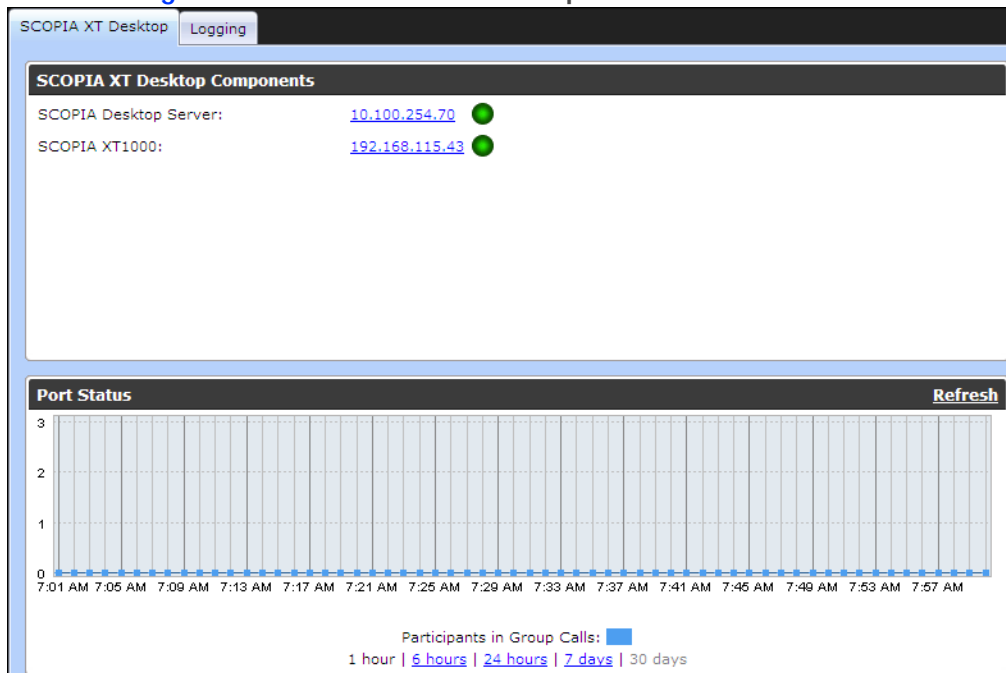 SCOPIA XT Desktop Logging
SCOPIA XT Desktop Components
SCOPIA Desktop Server: 10.100.254.70
SCOPIA XT1000: 192.168.115.43
Port Status Refresh
3
2
1
0
7:01 AM 7:05 AM 7:09 AM 7:13 AM 7:17 AM 7:21 AM 7:25 AM 7:29 AM 7:33 AM 7:37 AM 7:41 AM 7:45 AM 7:49 AM 7:53 AM 7:57 AM
Participants in Group Calls:
1 hour | 6 hours | 24 hours | 7 days | 30 days